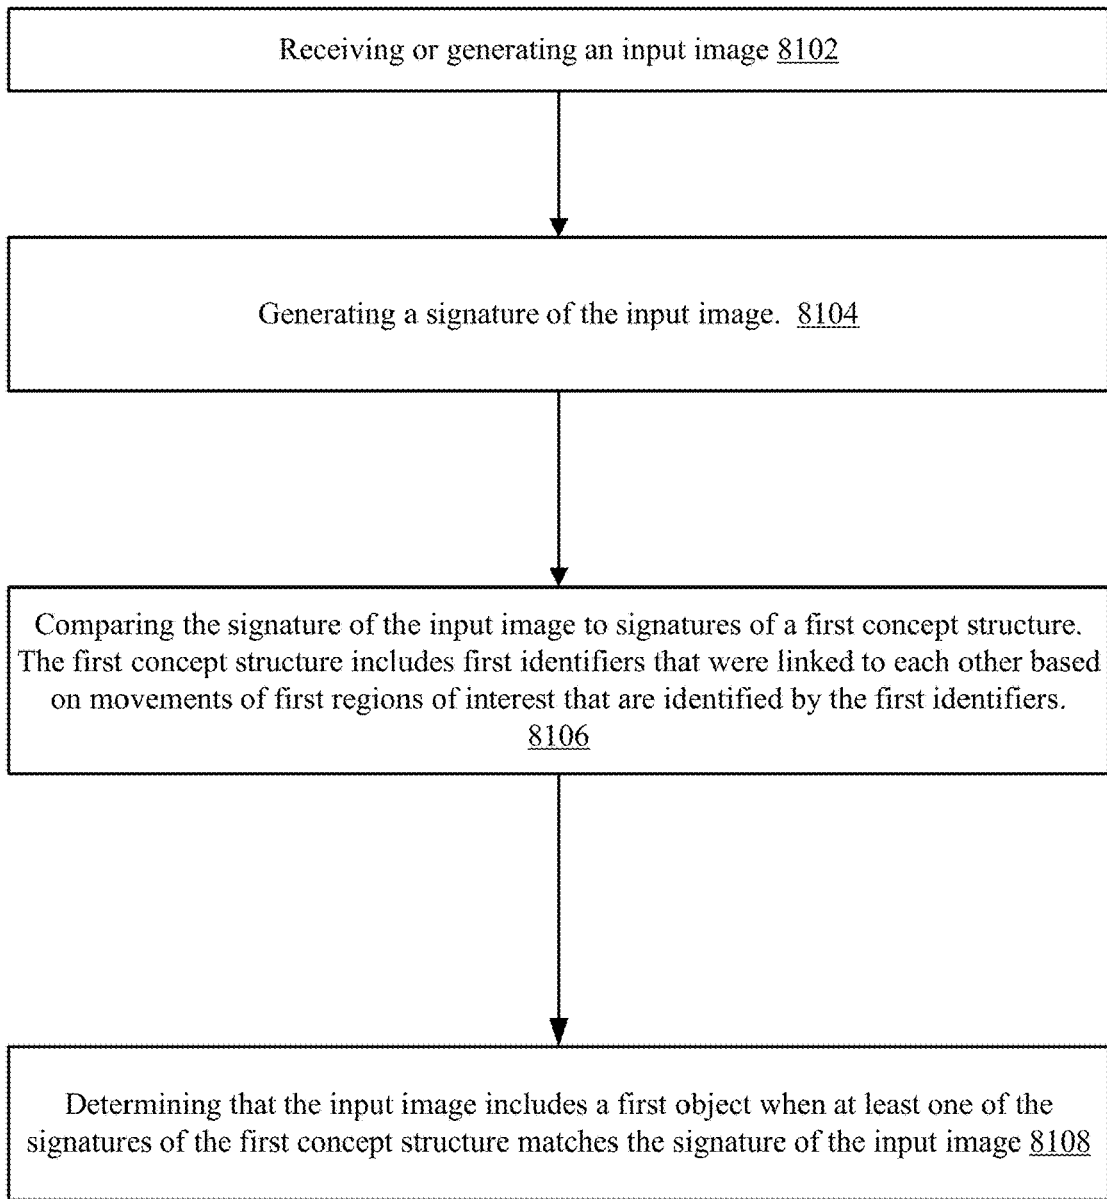 Receiving or generating an input image 8102
Generating a signature of the input image. 8104
Comparing the signature of the input image to signatures of a first concept structure.
The first concept structure includes first identifiers that were linked to each other based
on movements of first regions of interest that are identified by the first identifiers.
8106
Determining that the input image includes a first object when at least one of the
signatures of the first concept structure matches the signature of the input image 8108